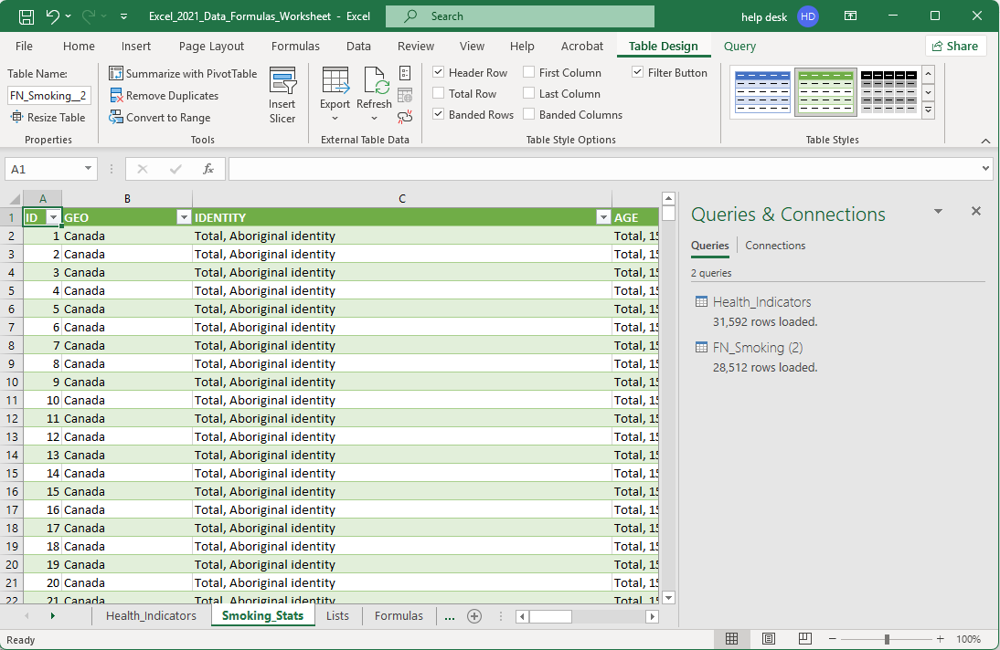 Excel_2021_Data_Formulas_Worksheet - Excel
Search
help desk
HD
File Home Insert Page Layout Formulas Data Review View Help Acrobat Table Design Query
Share
Table Name:
FN_Smoking__2
Resize Table
Properties
Summarize with PivotTable
Remove Duplicates
Convert to Range
Tools
Insert
Slicer
Export
Refresh
External Table Data
Header Row
Total Row
Banded Rows
First Column
Last Column
Banded Columns
Filter Button
Table Style Options
Table Styles
A1
fx
A B C
1 ID GEO IDENTITY AGE
2 1 Canada Total, Aboriginal identity Total, 15
3 2 Canada Total, Aboriginal identity Total, 15
4 3 Canada Total, Aboriginal identity Total, 15
5 4 Canada Total, Aboriginal identity Total, 15
6 5 Canada Total, Aboriginal identity Total, 15
7 6 Canada Total, Aboriginal identity Total, 15
8 7 Canada Total, Aboriginal identity Total, 15
9 8 Canada Total, Aboriginal identity Total, 15
10 9 Canada Total, Aboriginal identity Total, 15
11 10 Canada Total, Aboriginal identity Total, 15
12 11 Canada Total, Aboriginal identity Total, 15
13 12 Canada Total, Aboriginal identity Total, 15
14 13 Canada Total, Aboriginal identity Total, 15
15 14 Canada Total, Aboriginal identity Total, 15
16 15 Canada Total, Aboriginal identity Total, 15
17 16 Canada Total, Aboriginal identity Total, 15
18 17 Canada Total, Aboriginal identity Total, 15
19 18 Canada Total, Aboriginal identity Total, 15
20 19 Canada Total, Aboriginal identity Total, 15
21 20 Canada Total, Aboriginal identity Total, 15
22 21 Canada Total, Aboriginal identity Total, 15
Queries & Connections
Queries Connections
2 queries
Health_Indicators
31,592 rows loaded.
FN_Smoking (2)
28,512 rows loaded.
Health_Indicators Smoking_Stats Lists Formulas ...
Ready
100%